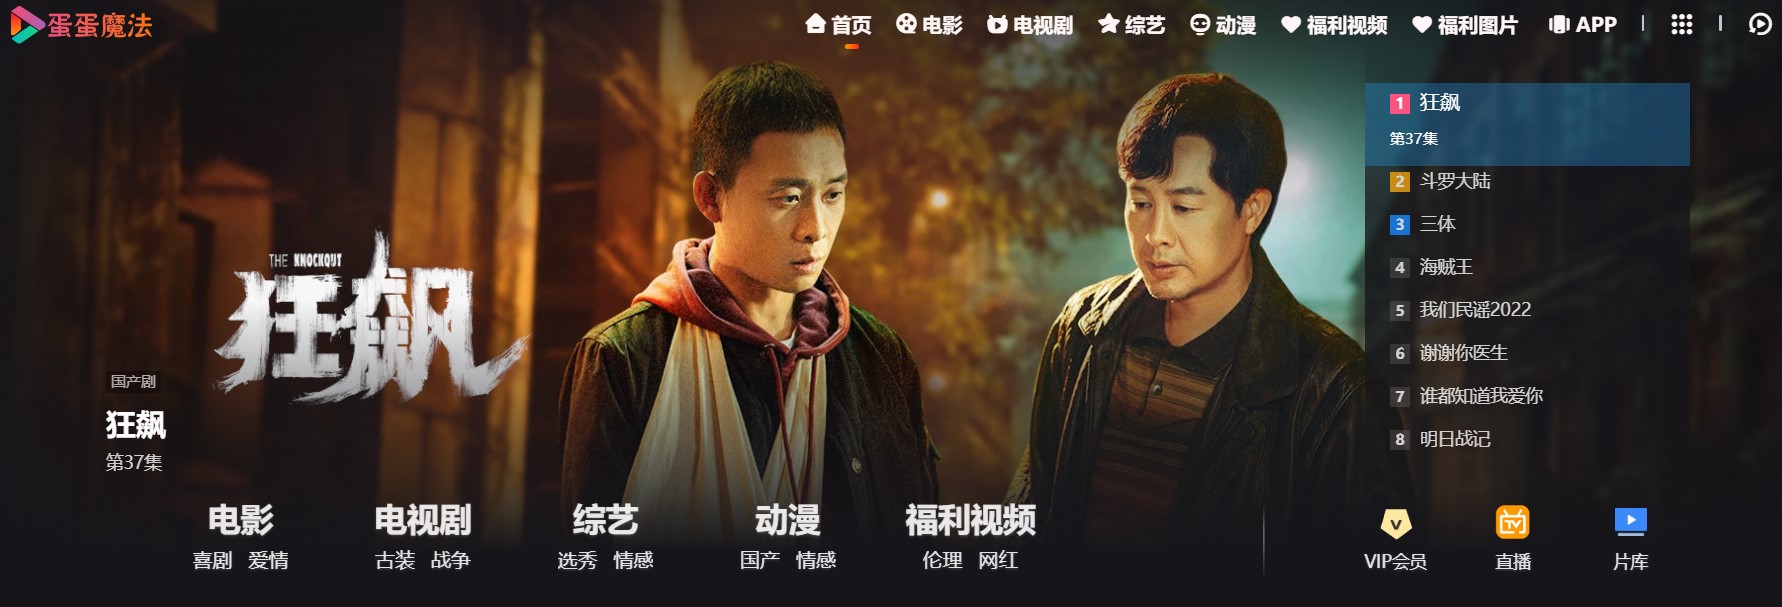 蛋蛋魔法
首页 电影 电视剧 综艺 动漫 福利视频 福利图片 APP
1 狂飙
第37集
2 斗罗大陆
3 三体
4 海贼王
5 我们民谣2022
6 谢谢你医生
7 谁都知道我爱你
8 明日战记
THE KNOCKOUT
狂飙
国产剧
狂飙
第37集
电影 电视剧 综艺 动漫 福利视频
喜剧 爱情 古装 战争 选秀 情感 国产 情感 伦理 网红
V TV
VIP会员 直播 片库